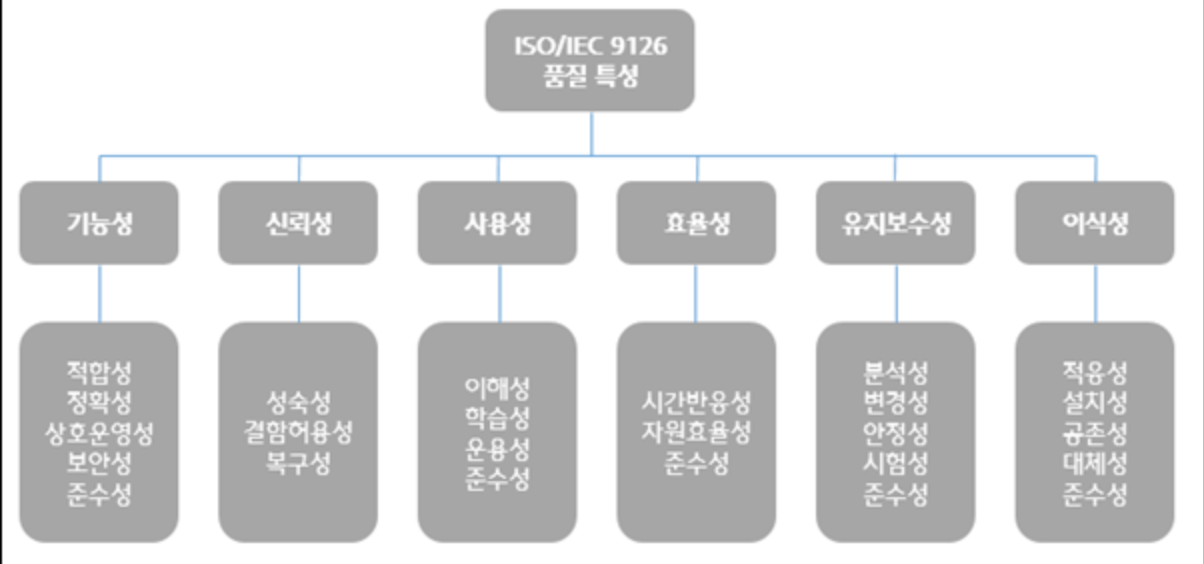 ISO/IEC 9126
품질 특성
기능성
신뢰성
사용성
효율성
유지보수성
이식성
적합성
정확성
상호운영성
보안성
준수성
성숙성
결함허용성
복구성
이해성
학습성
운용성
준수성
시간반응성
자원효율성
준수성
분석성
변경성
안정성
시험성
준수성
적응성
설치성
공존성
대체성
준수성